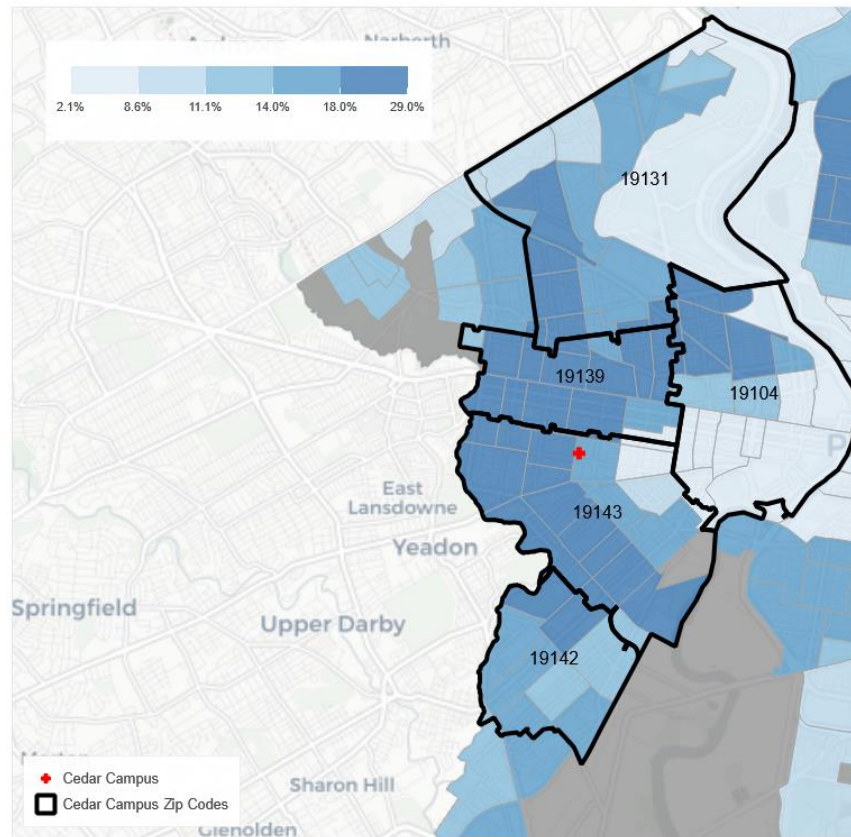 Narberth
2.1% 8.6% 11.1% 14.0% 18.0% 29.0%
19131
19139
19104
P
East
Lansdowne
19143
Yeadon
Springfield
Upper Darby
19142
Cedar Campus
Sharon Hill
Cedar Campus Zip Codes
Glenolden